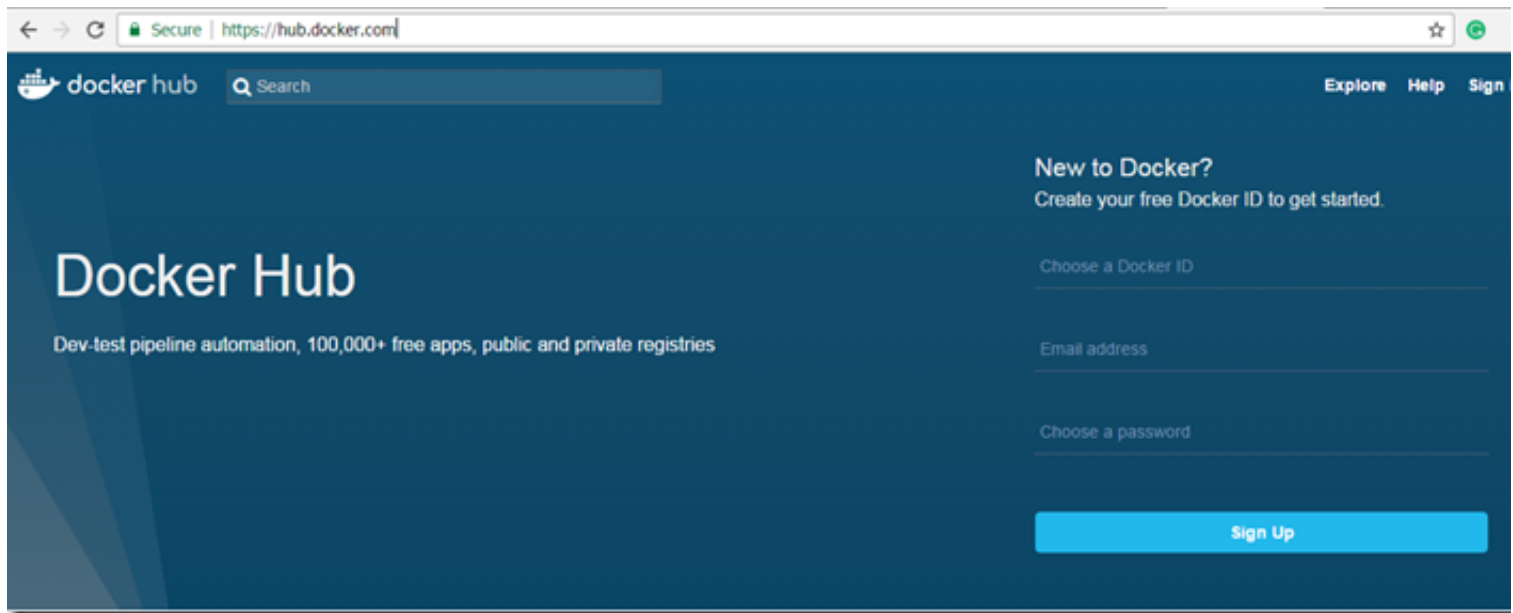 Secure | https://hub.docker.com
docker hub Search Explore Help Sign
New to Docker?
Create your free Docker ID to get started.
Choose a Docker ID
Docker Hub
Dev-test pipeline automation, 100,000+ free apps, public and private registries
Email address
Choose a password
Sign Up